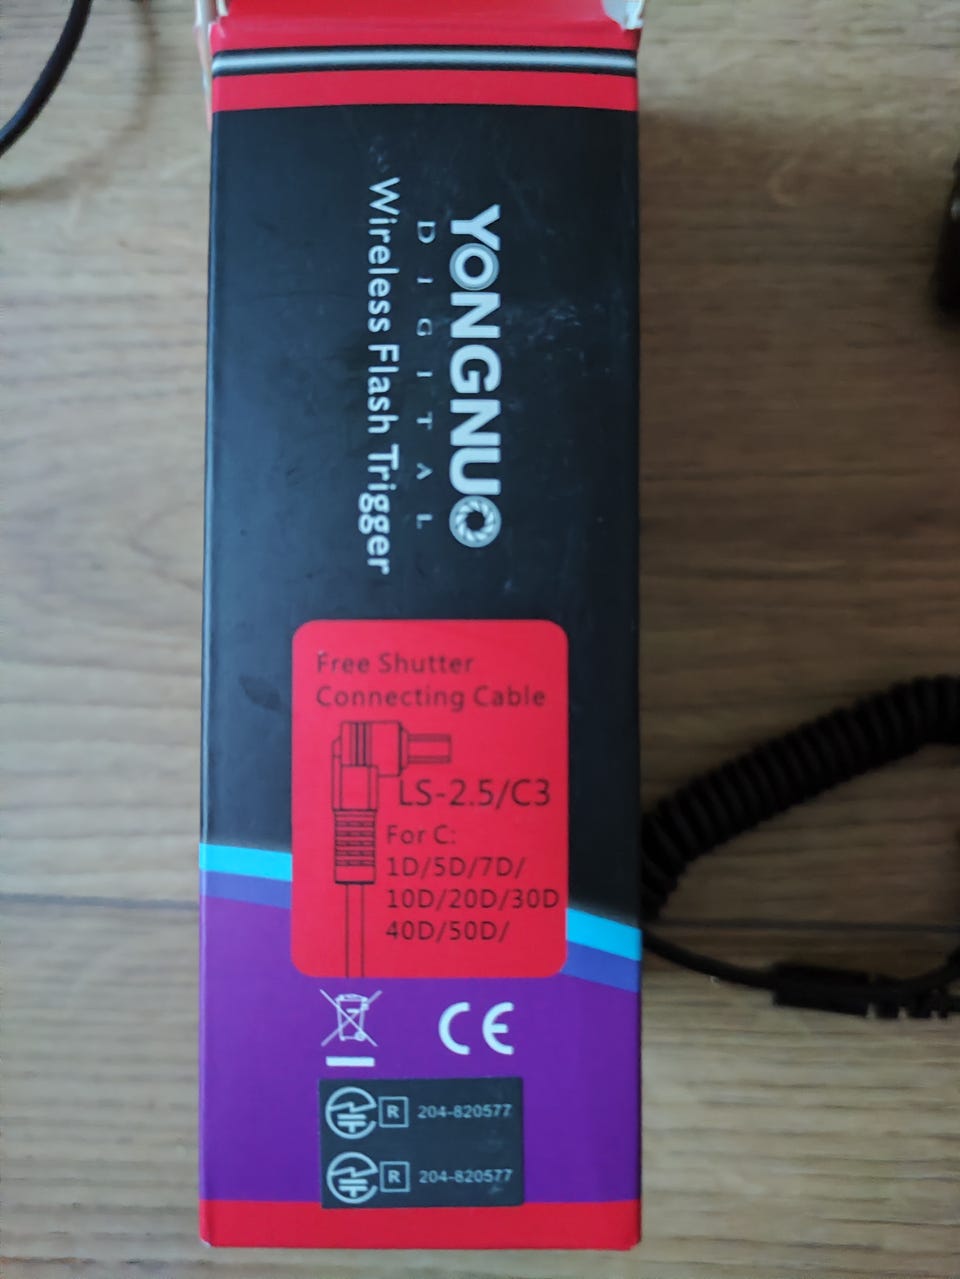 YONGNUO
DIGITAL
Wireless Flash Trigger
Free Shutter
Connecting Cable
LS-2.5/C3
For C:
1D/5D/7D/
10D/20D/30D
40D/50D/
CE
R 204-820577
R 204-820577